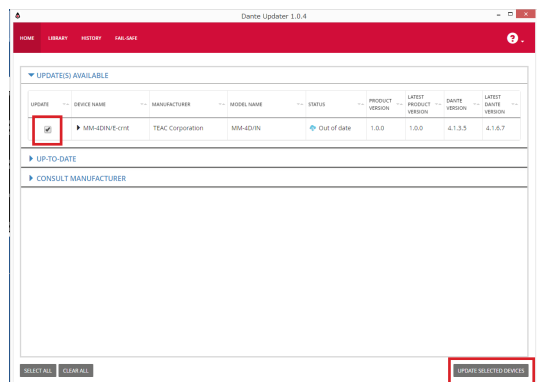 Dante Updater 1.0.4
HOME LIBRARY HISTORY FAIL-SAFE ?
UPDATE(S) AVAILABLE
UPDATE DEVICE NAME MANUFACTURER MODEL NAME STATUS PRODUCT VERSION LATEST PRODUCT VERSION DANTE VERSION LATEST DANTE VERSION
MM-4DIN/E-crnt TEAC Corporation MM-4D/IN Out of date 1.0.0 1.0.0 4.1.3.5 4.1.6.7
UP-TO-DATE
CONSULT MANUFACTURER
SELECT ALL CLEAR ALL UPDATE SELECTED DEVICES